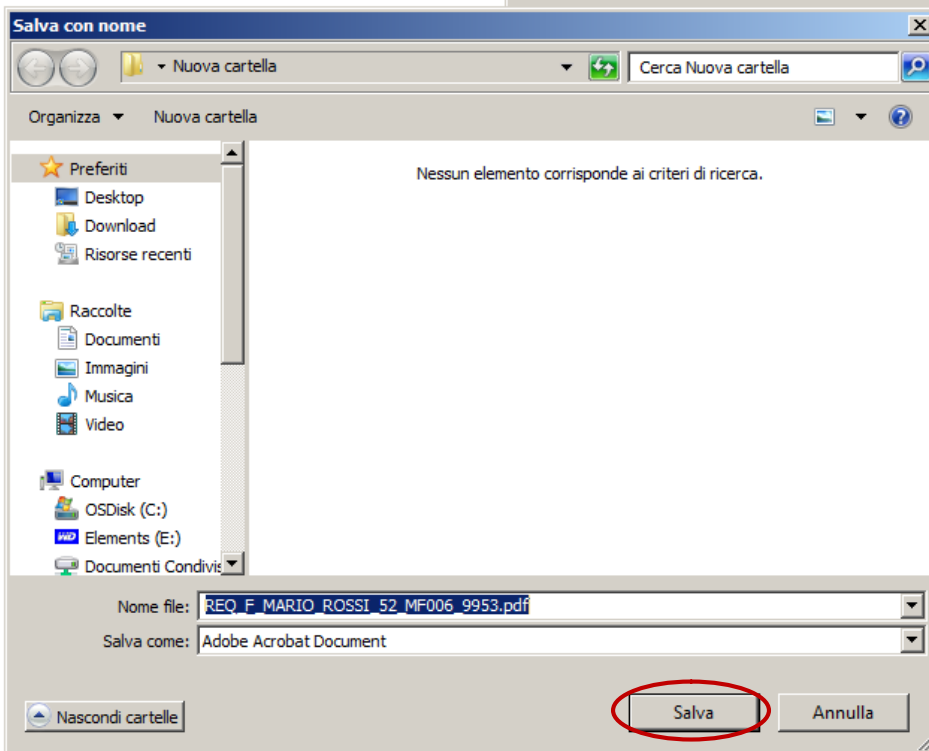 Salva con nome
Nuova cartella
Cerca Nuova cartella
Organizza Nuova cartella
Preferiti
Desktop
Download
Risorse recenti
Raccolte
Documenti
Immagini
Musica
Video
Computer
OSDisk (C:)
WD Elements (E:)
Documenti Condivis
Nessun elemento corrisponde ai criteri di ricerca.
Nome file: REQ_F_MARIO_ROSSI_52_MF006_9953.pdf
Salva come: Adobe Acrobat Document
Nascondi cartelle Salva Annulla